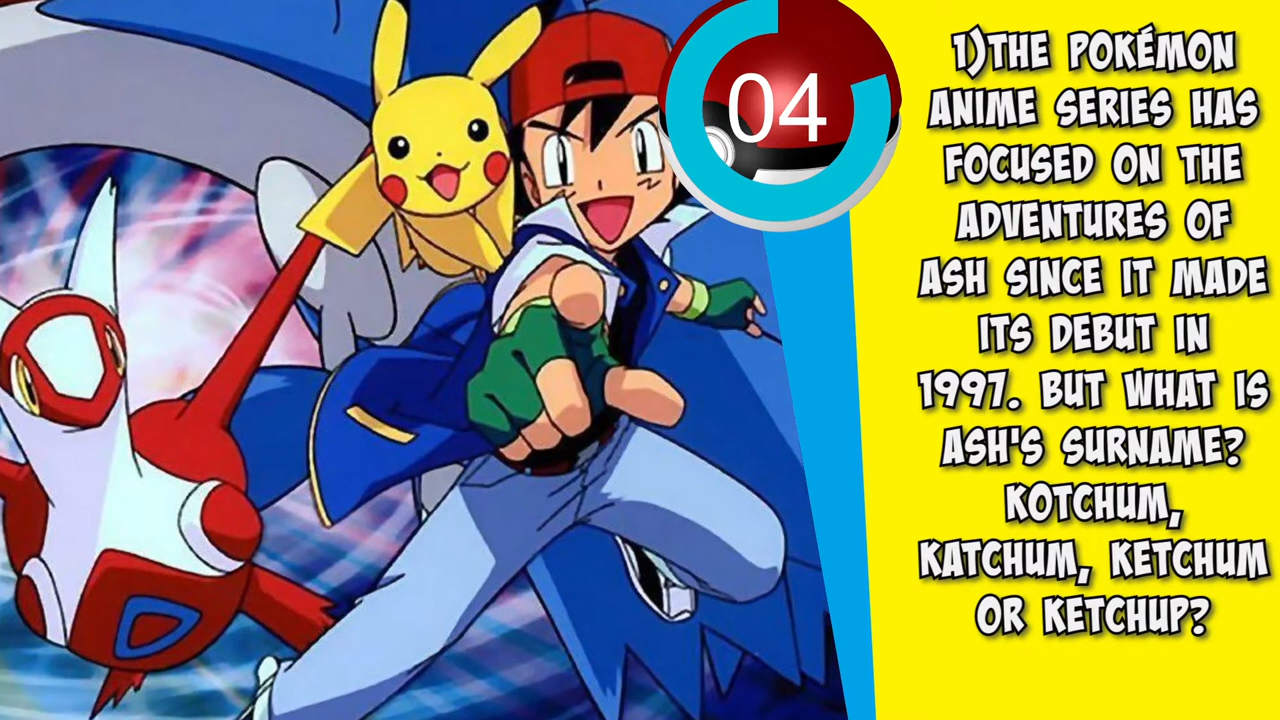 04
1)THE POKÉMON
ANIME SERIES HAS
FOCUSED ON THE
ADVENTURES OF
ASH SINCE IT MADE
ITS DEBUT IN
1997. BUT WHAT IS
ASH'S SURNAME?
KOTCHUM,
KATCHUM, KETCHUM
OR KETCHUP?